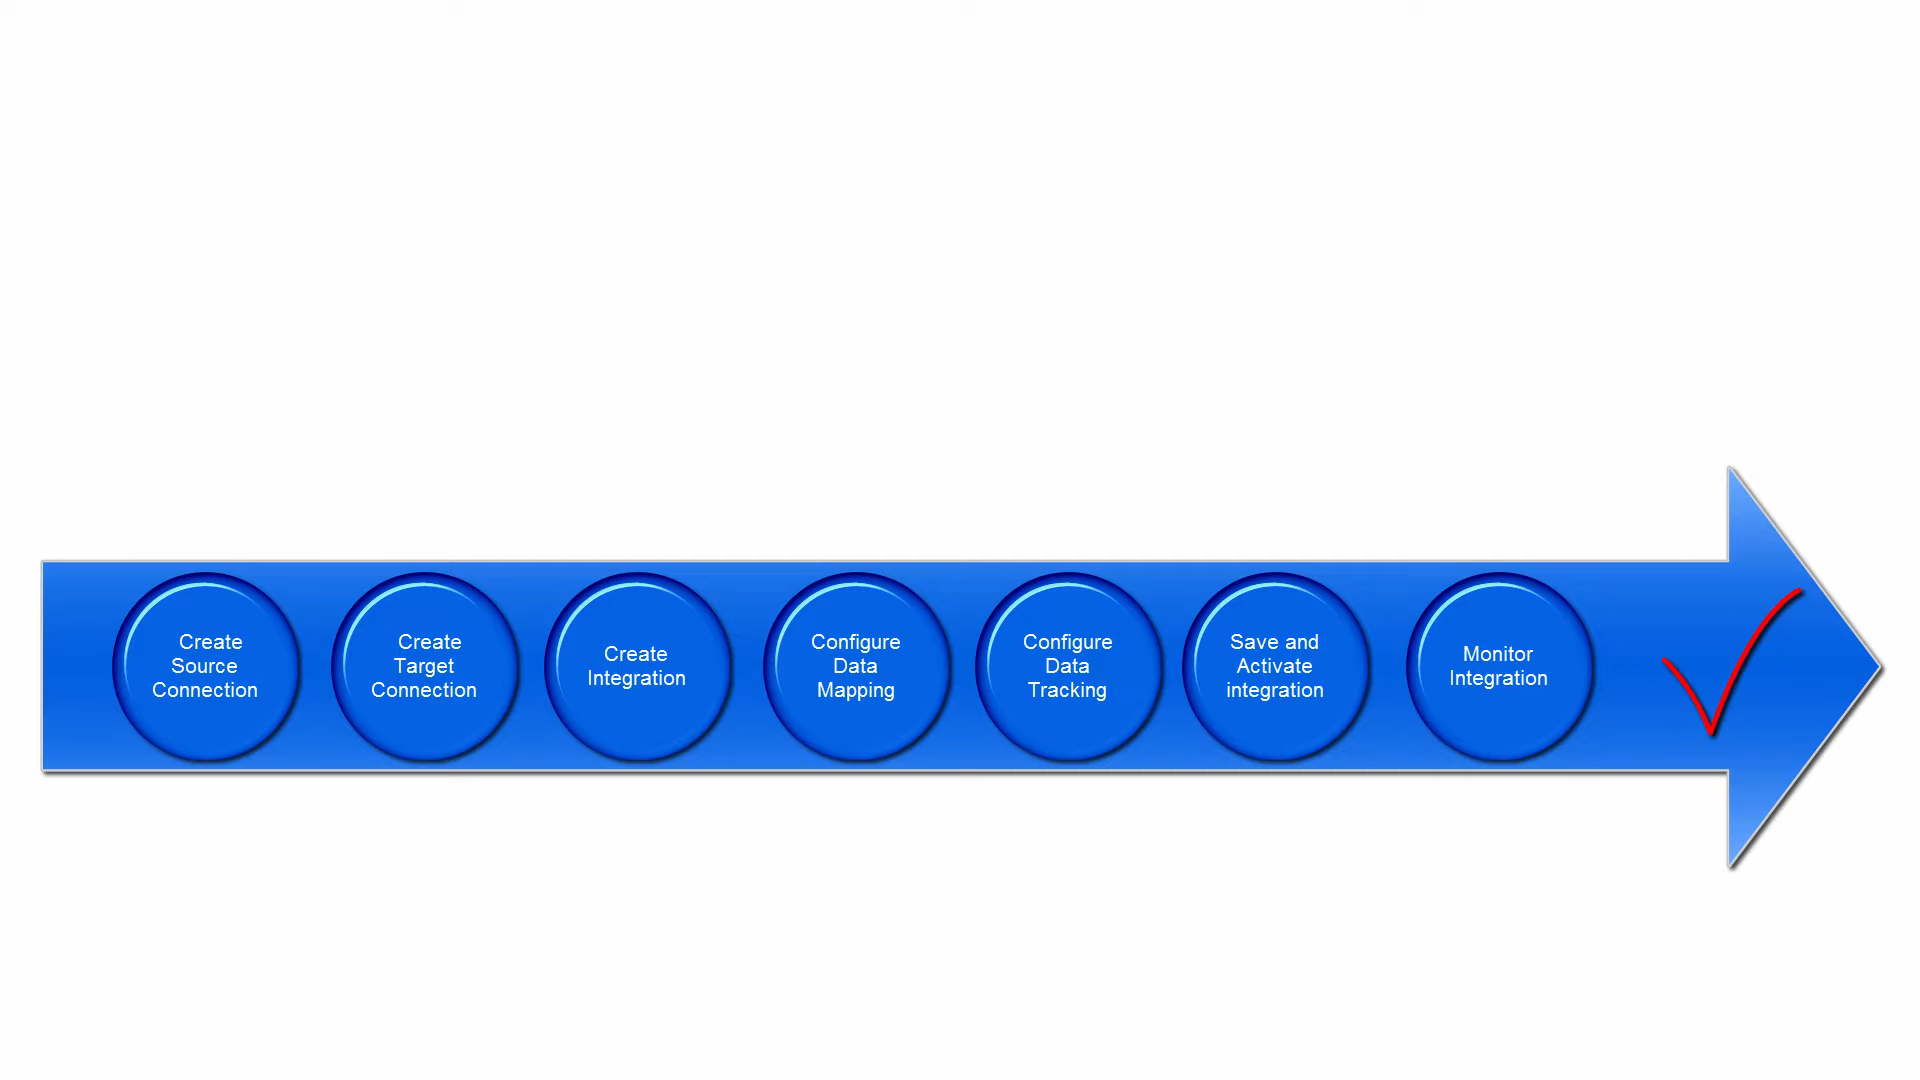 Create
Source
Connection
Create
Target
Connection
Create
Integration
Configure
Data
Mapping
Configure
Data
Tracking
Save and
Activate
integration
Monitor
Integration